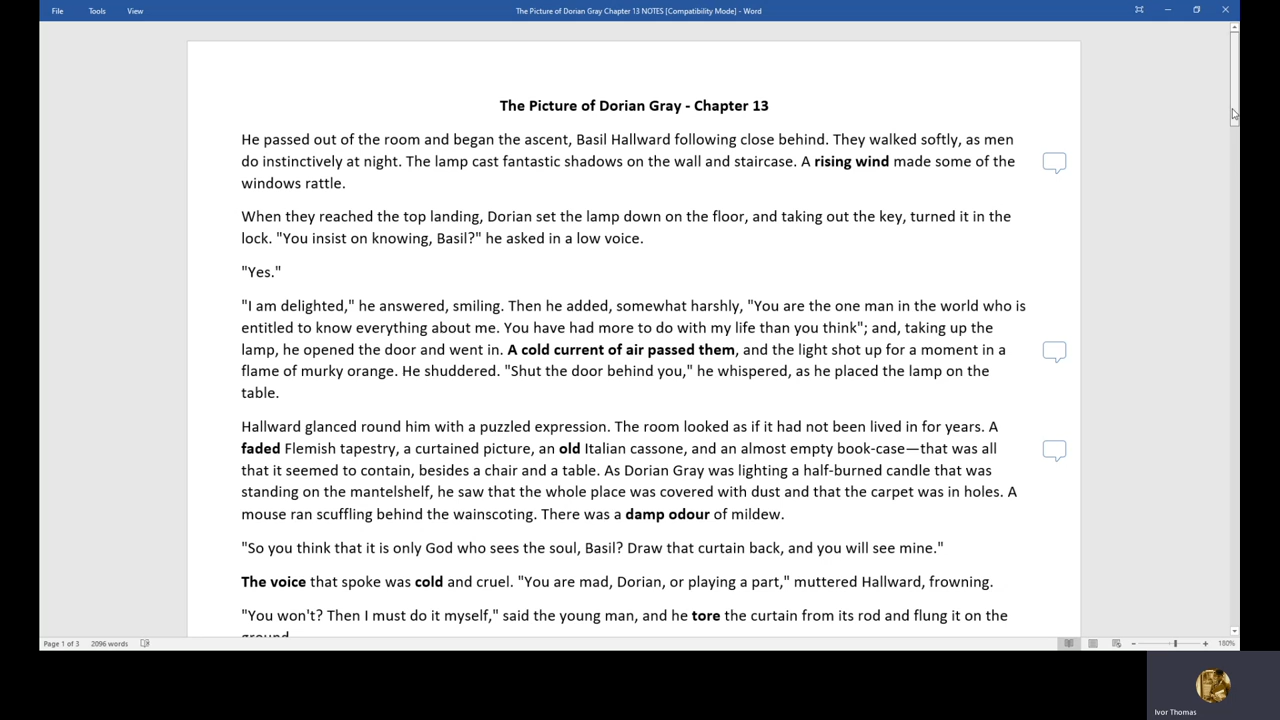 File Tools View The Picture of Dorian Gray Chapter 13 NOTES [Compatibility Mode] - Word
The Picture of Dorian Gray - Chapter 13
He passed out of the room and began the ascent, Basil Hallward following close behind. They walked softly, as men
do instinctively at night. The lamp cast fantastic shadows on the wall and staircase. A rising wind made some of the
windows rattle.
When they reached the top landing, Dorian set the lamp down on the floor, and taking out the key, turned it in the
lock. "You insist on knowing, Basil?" he asked in a low voice.
"Yes."
"I am delighted," he answered, smiling. Then he added, somewhat harshly, "You are the one man in the world who is
entitled to know everything about me. You have had more to do with my life than you think"; and, taking up the
lamp, he opened the door and went in. A cold current of air passed them, and the light shot up for a moment in a
flame of murky orange. He shuddered. "Shut the door behind you," he whispered, as he placed the lamp on the
table.
Hallward glanced round him with a puzzled expression. The room looked as if it had not been lived in for years. A
faded Flemish tapestry, a curtained picture, an old Italian cassone, and an almost empty book-case—that was all
that it seemed to contain, besides a chair and a table. As Dorian Gray was lighting a half-burned candle that was
standing on the mantelshelf, he saw that the whole place was covered with dust and that the carpet was in holes. A
mouse ran scuffling behind the wainscoting. There was a damp odour of mildew.
"So you think that it is only God who sees the soul, Basil? Draw that curtain back, and you will see mine."
The voice that spoke was cold and cruel. "You are mad, Dorian, or playing a part," muttered Hallward, frowning.
"You won't? Then I must do it myself," said the young man, and he tore the curtain from its rod and flung it on the
ground.
Page 1 of 3 2096 words 180%
Ivor Thomas